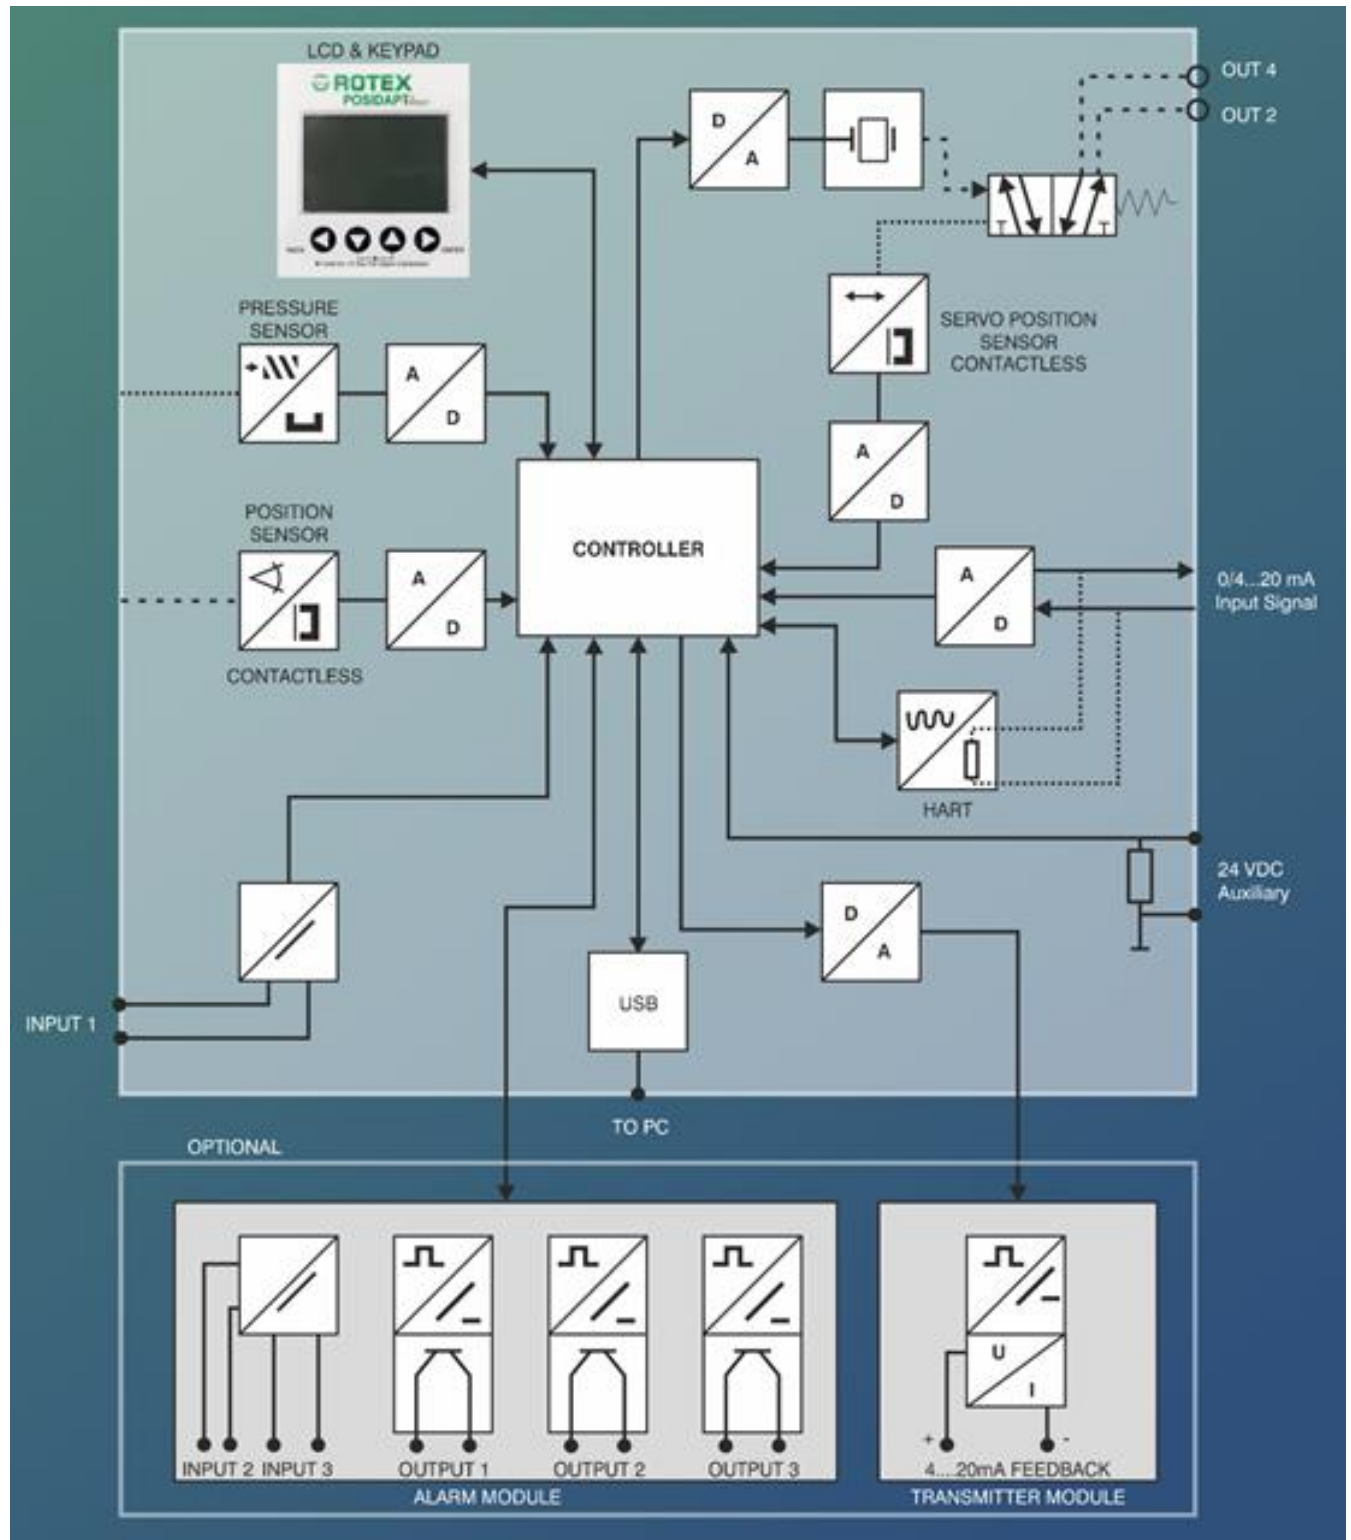 LCD & KEYPAD
ROTEX
POSIDAPT
D
A
OUT 4
OUT 2
T
T
PRESSURE
SENSOR
A
D
SERVO POSITION
SENSOR
CONTACTLESS
A
D
POSITION
SENSOR
A
D
CONTACTLESS
CONTROLLER
A
D
0/4...20 mA
Input Signal
HART
24 VDC
Auxiliary
D
A
USB
INPUT 1
TO PC
OPTIONAL
U
I
+
-
INPUT 2 INPUT 3
OUTPUT 1
OUTPUT 2
OUTPUT 3
4....20mA FEEDBACK
ALARM MODULE
TRANSMITTER MODULE